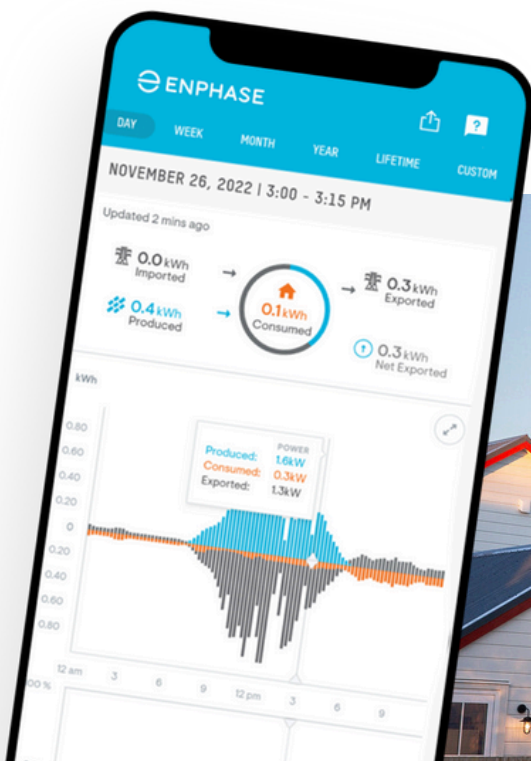 ENPHASE
?
DAY WEEK MONTH YEAR LIFETIME CUSTOM
NOVEMBER 26, 2022 | 3:00 - 3:15 PM
Updated 2 mins ago
0.0 kWh
Imported
0.4 kWh
Produced
0.1 kWh
Consumed
0.3 kWh
Exported
0.3 kWh
Net Exported
kWh
POWER
Produced: 1.6kW
Consumed: 0.3kW
Exported: 1.3kW
0.80
0.60
0.40
0.20
0
0.20
0.40
0.60
0.80
12 am 3 6 9 12 pm 3 6 9
00 %